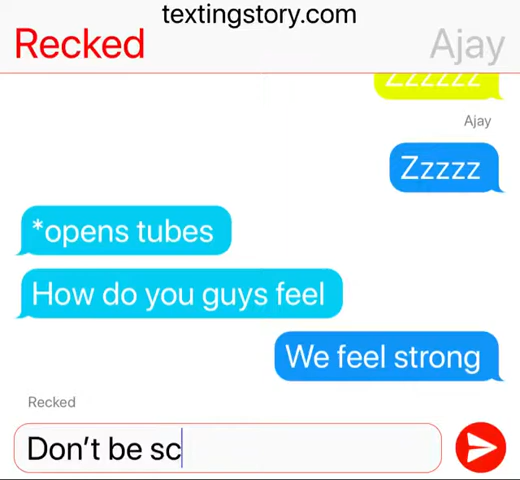 textingstory.com
Recked
Ajay
Zzzzzz
Ajay
Zzzzz
*opens tubes
How do you guys feel
We feel strong
Recked
Don't be sc